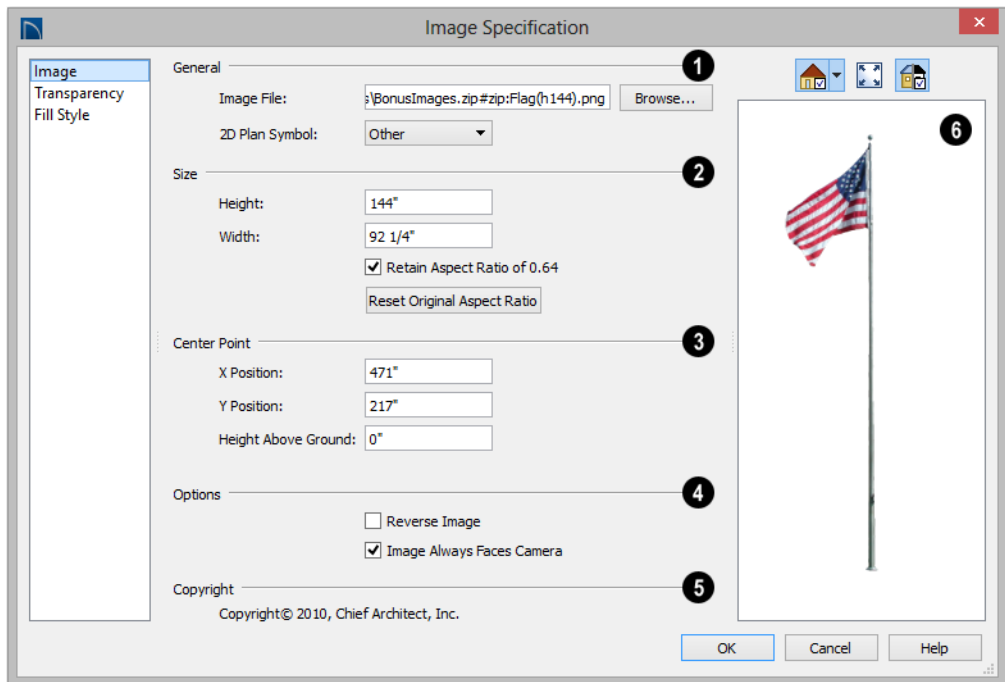 Image Specification
Image
Transparency
Fill Style
General
1
Image File:
s\BonusImages.zip#zip:Flag(h144).png
Browse...
2D Plan Symbol:
Other
Size
2
Height:
144"
Width:
92 1/4"
Retain Aspect Ratio of 0.64
Reset Original Aspect Ratio
Center Point
3
X Position:
471"
Y Position:
217"
Height Above Ground:
0"
Options
4
Reverse Image
Image Always Faces Camera
Copyright
5
Copyright© 2010, Chief Architect, Inc.
6
OK
Cancel
Help